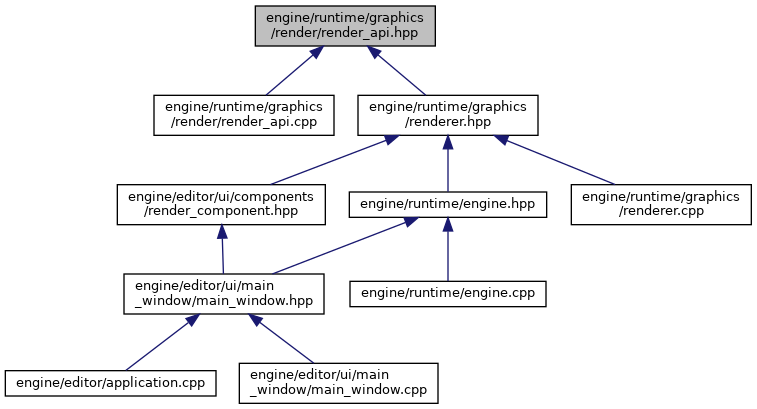 engine/runtime/graphics
/render/render_api.hpp
engine/runtime/graphics
/render/render_api.cpp
engine/runtime/graphics
/renderer.hpp
engine/editor/ui/components
/render_component.hpp
engine/runtime/engine.hpp
engine/runtime/graphics
/renderer.cpp
engine/editor/ui/main
_window/main_window.hpp
engine/runtime/engine.cpp
engine/editor/application.cpp
engine/editor/ui/main
_window/main_window.cpp